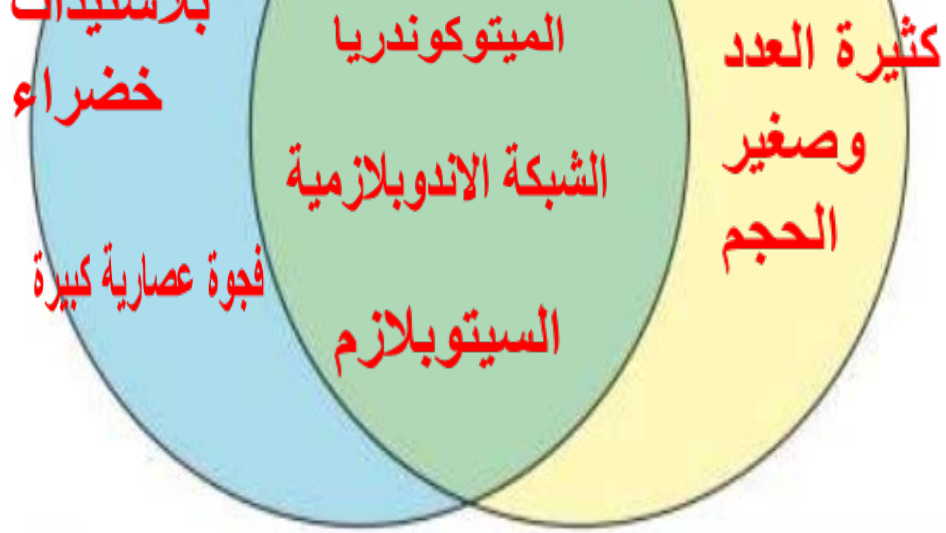 كثيرة العدد
وصغير
الحجم
الميتوكوندريا
الشبكة الاندوبلازمية
السيتوبلازم
خضراء
فجوة عصارية كبيرة